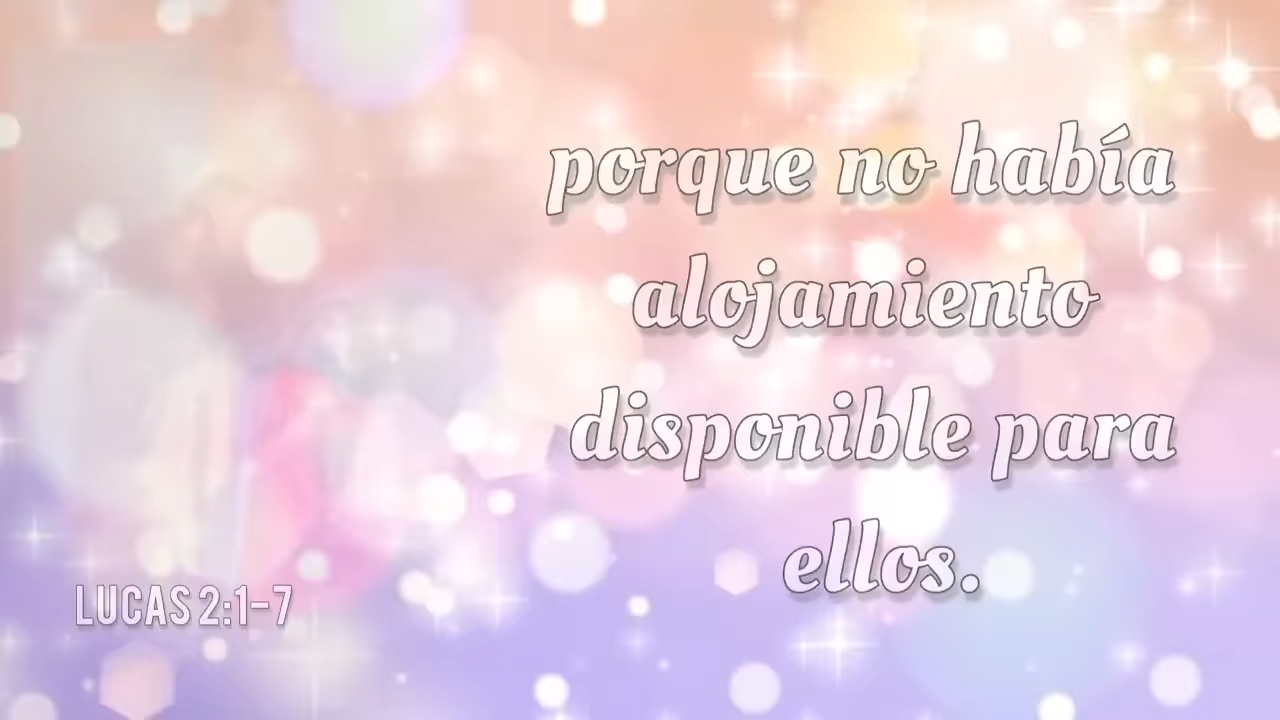 porque no había
alojamiento
disponible para
ellos.
LUCAS 2:1-7